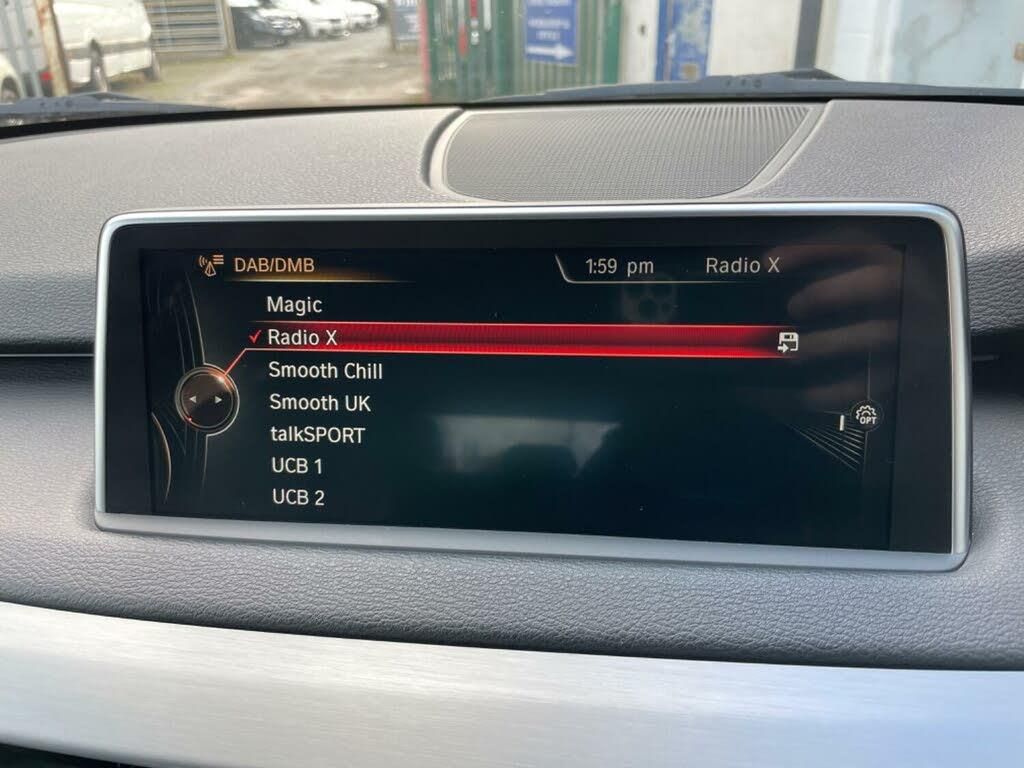 DAB/DMB
1:59 pm
Radio X
Magic
Radio X
Smooth Chill
Smooth UK
talkSPORT
UCB 1
UCB 2
OPT